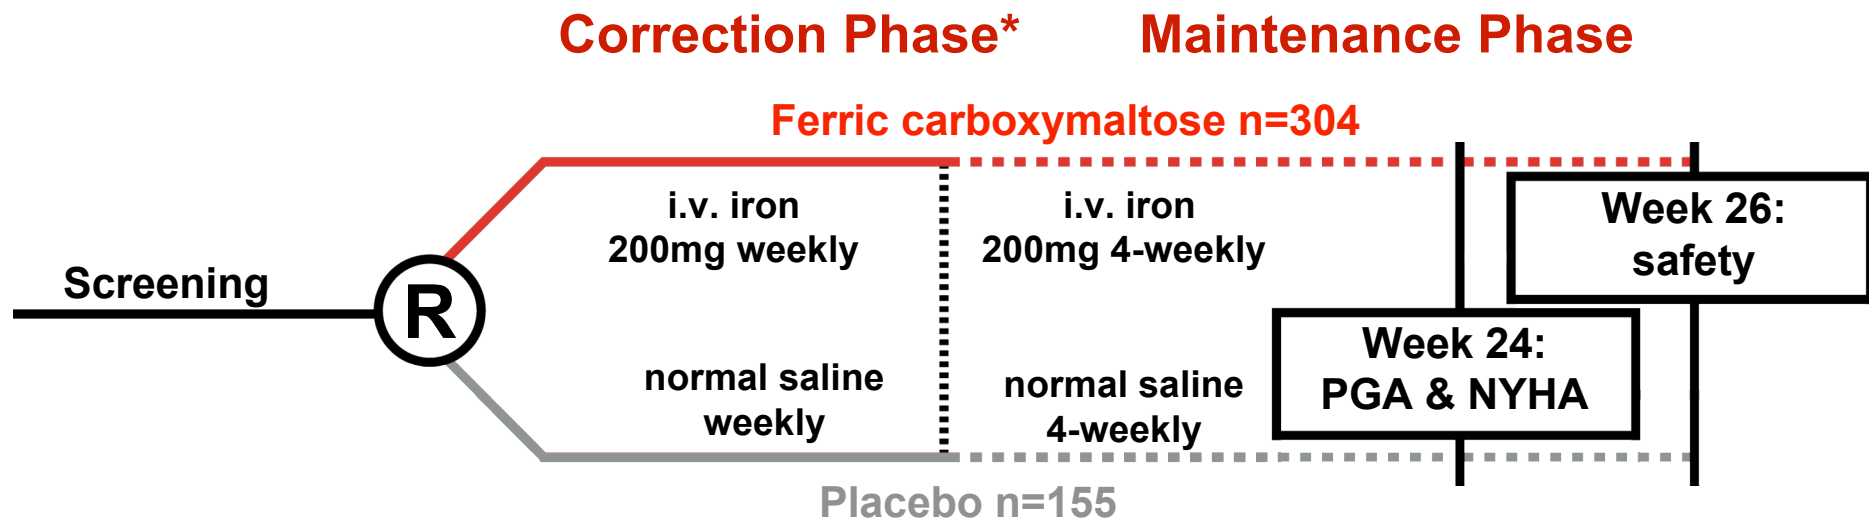 Correction Phase*
Maintenance Phase
Ferric carboxymaltose n=304
i.v. iron
200mg weekly
i.v. iron
200mg 4-weekly
Week 26:
safety
Screening
R
Week 24:
PGA & NYHA
normal saline
weekly
normal saline
4-weekly
Placebo n=155